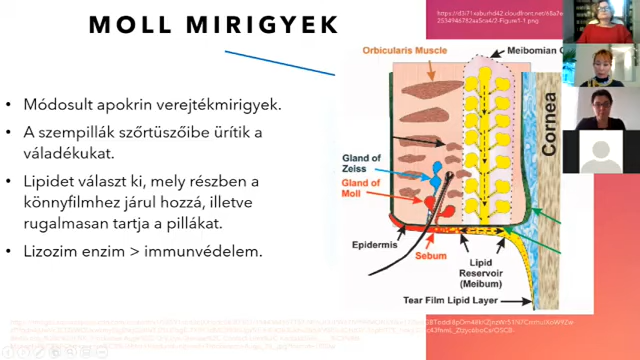 MOLL MIRIGYEK
• Módosult apokrin verejtékmirigyek.
• A szempillák szőrtüszőibe ürítik a
váladékukat.
• Lipidet választ ki, mely részben a
könnyfilmhez járul hozzá, illetve
rugalmasan tartja a pillákat.
• Lizozim enzim > immunvédelem.
Orbicularis Muscle
Meibomian
Cornea
Gland of
Zeiss
Gland of
Moll
Epidermis
Sebum
Lipid
Reservoir
(Meibum)
Tear Film Lipid Layer